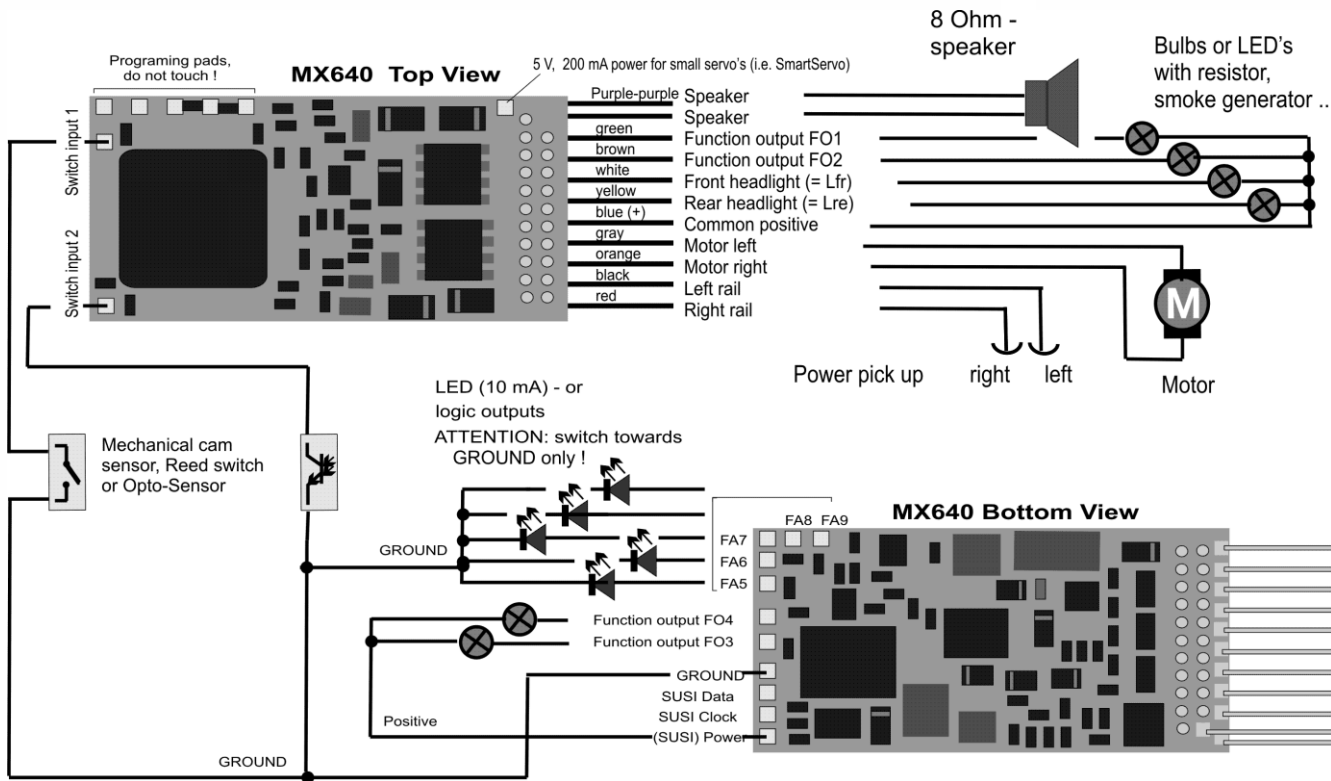 8 Ohm -
speaker
Bulbs or LED's
with resistor,
smoke generator ..
Programing pads,
do not touch !
MX640 Top View
5 V, 200 mA power for small servo's (i.e. SmartServo)
Switch input 1
Switch input 2
Purple-purple Speaker
Speaker
green Function output FO1
brown Function output FO2
white Front headlight (= Lfr)
yellow Rear headlight (= Lre)
blue (+) Common positive
gray Motor left
orange Motor right
black Left rail
red Right rail
M
Power pick up right left
Motor
LED (10 mA) - or
logic outputs
ATTENTION: switch towards
GROUND only !
Mechanical cam
sensor, Reed switch
or Opto-Sensor
MX640 Bottom View
FA8 FA9
FA7
FA6
FA5
GROUND
Function output FO4
Function output FO3
GROUND
SUSI Data
SUSI Clock
(SUSI) Power
Positive
GROUND